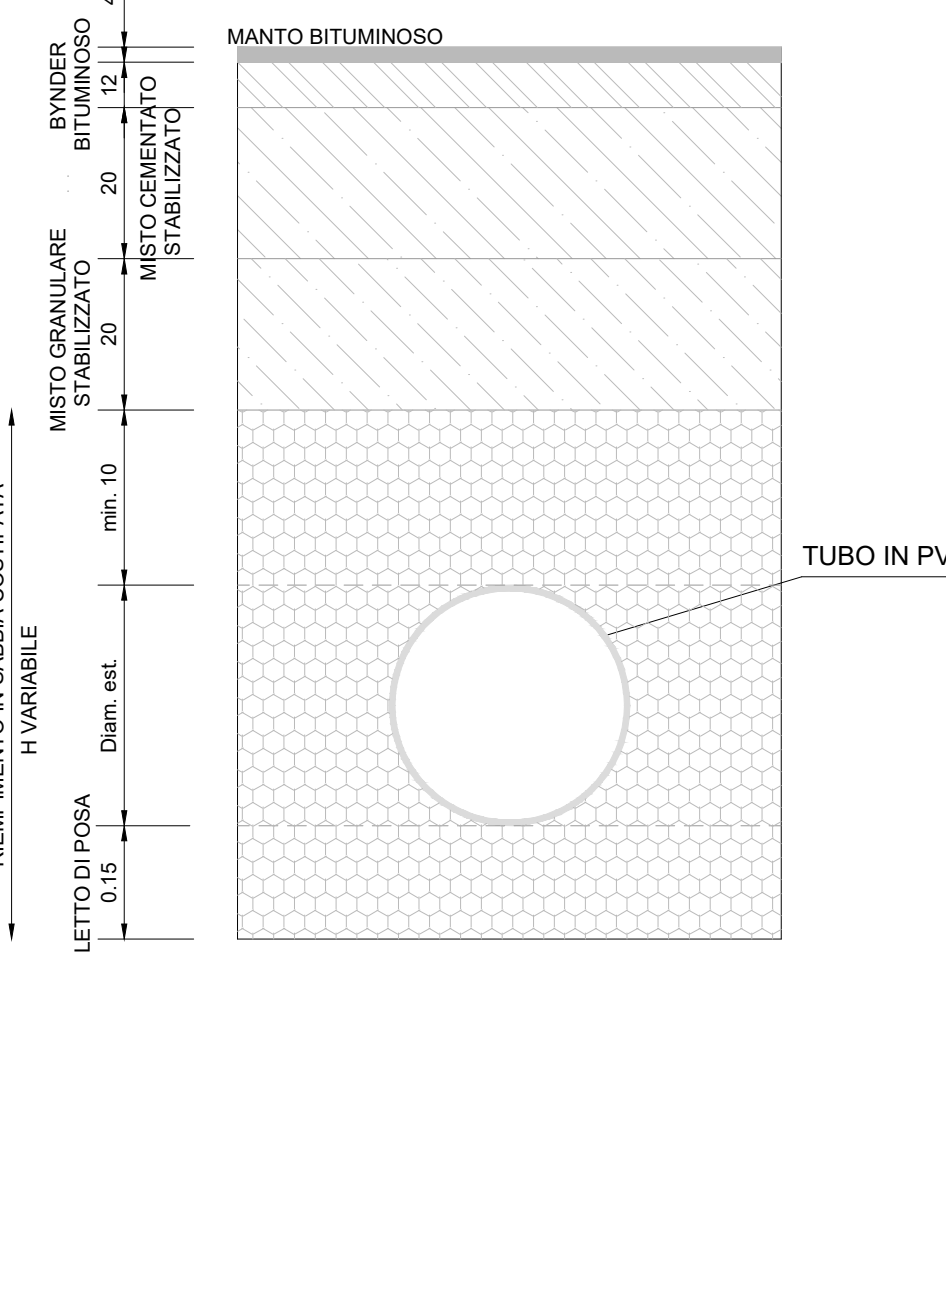 4
MANTO BITUMINOSO
BYNDER
BITUMINOSO
12
MISTO CEMENTATO
STABILIZZATO
20
MISTO GRANULARE
STABILIZZATO
20
min. 10
TUBO IN PV
H VARIABILE
Diam. est.
LETTO DI POSA
0.15